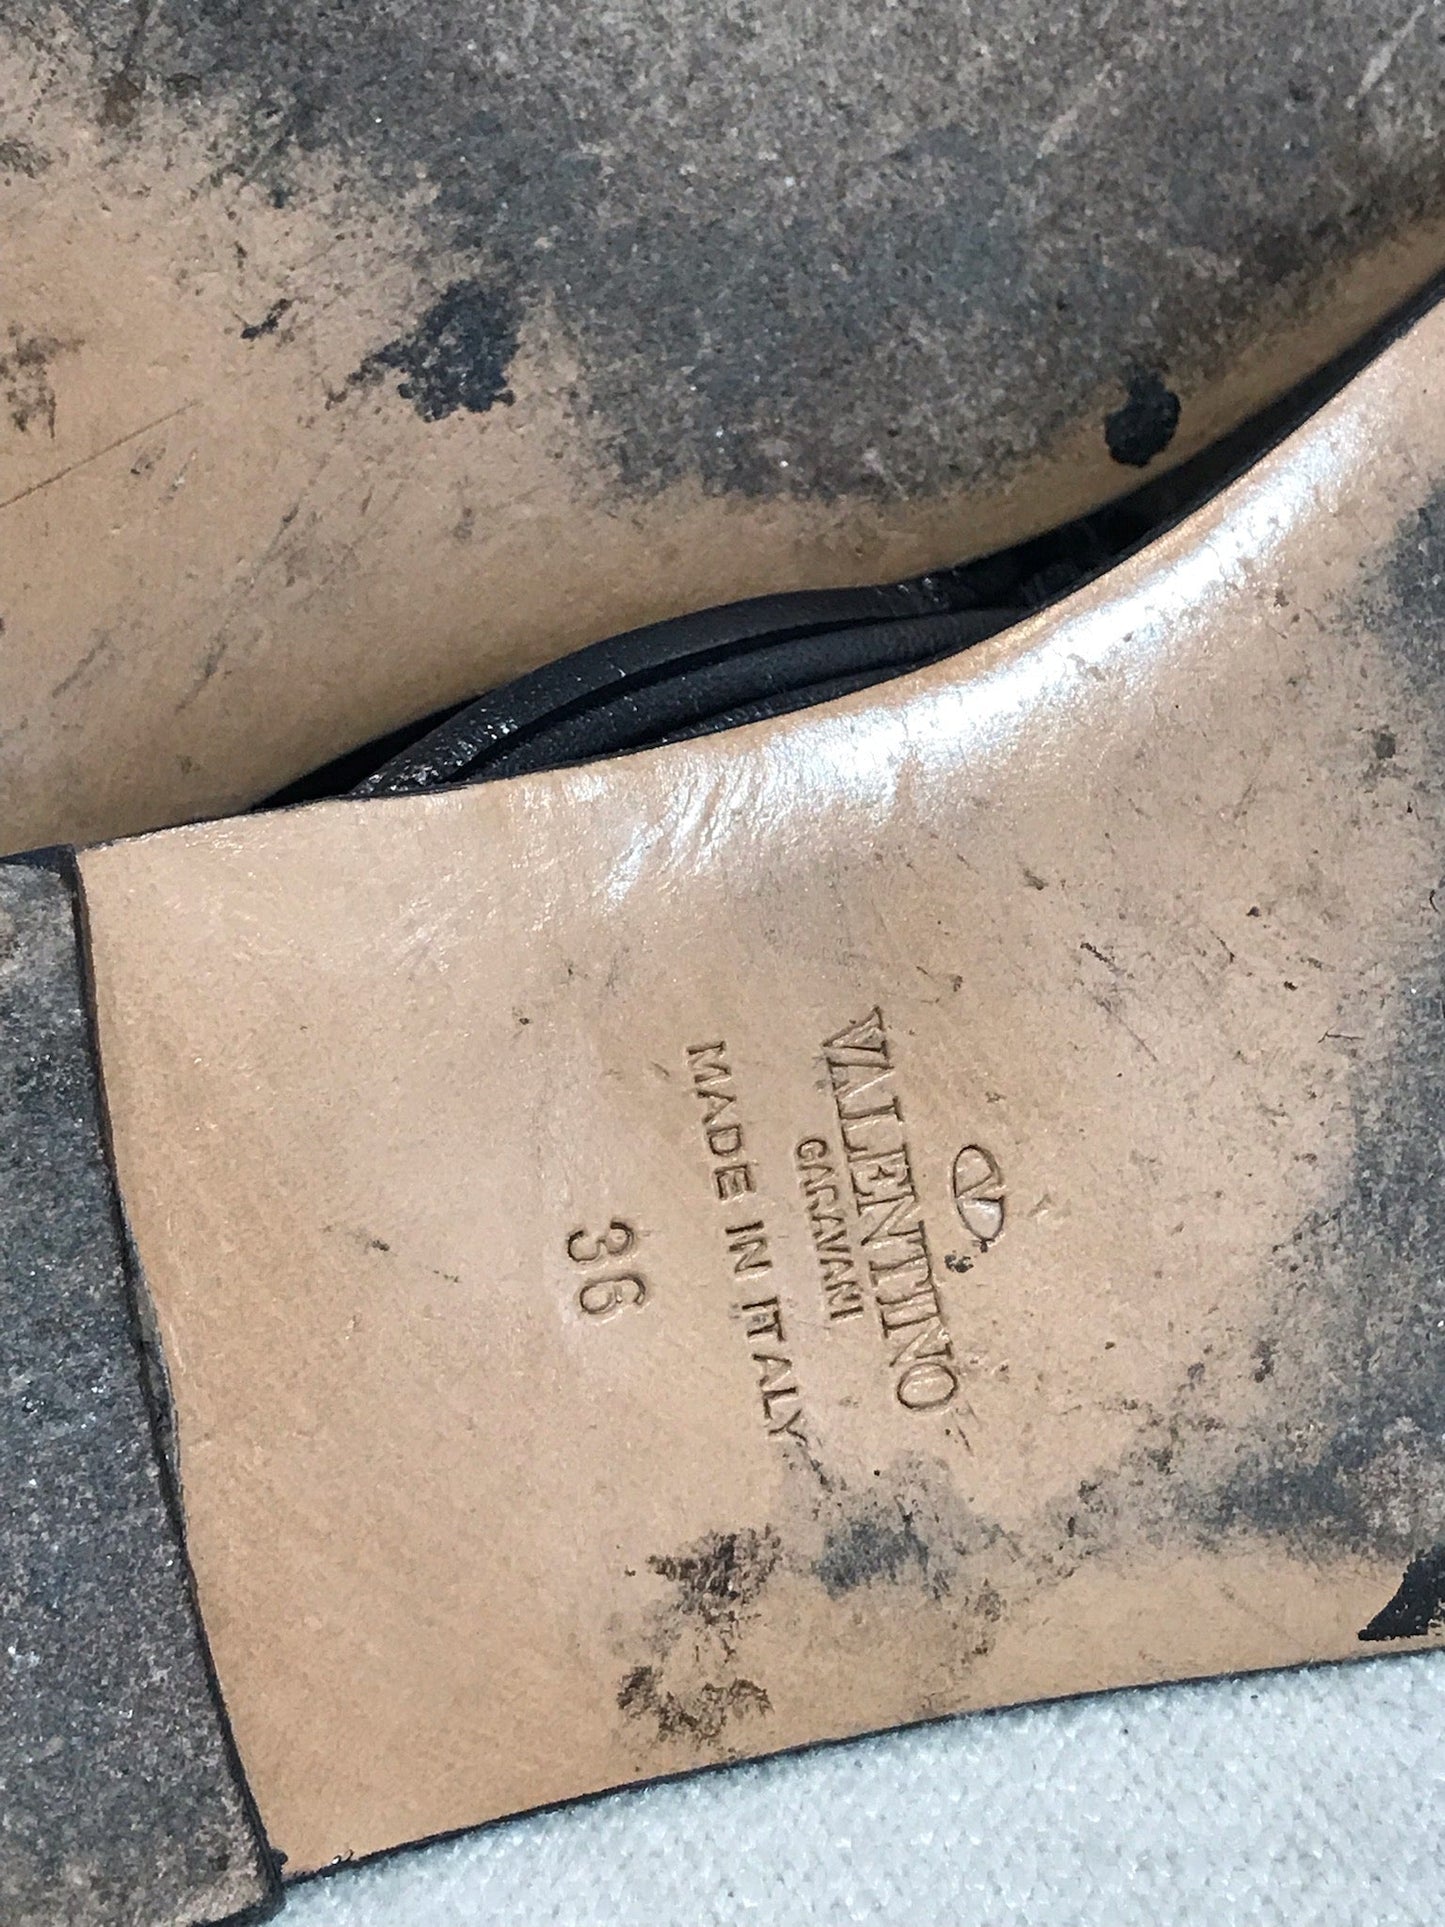 V
VALENTINO
GARAVANI
MADE IN ITALY
36